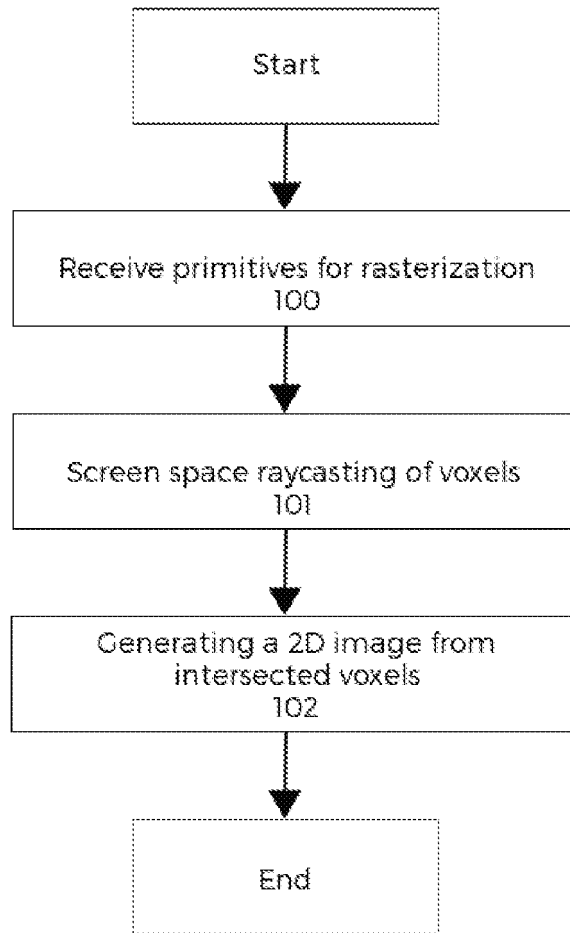 Start
Receive primitives for rasterization
100
Screen space raycasting of voxels
101
Generating a 2D image from
intersected voxels
102
End